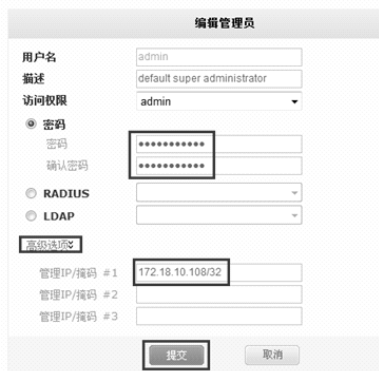 编辑管理员
用户名 admin
描述 default super administrator
访问权限 admin
密码
密码 ***********
确认密码 ***********
RADIUS
LDAP
高级选项
管理IP/掩码 #1 172.18.10.108/32
管理IP/掩码 #2
管理IP/掩码 #3
提交 取消